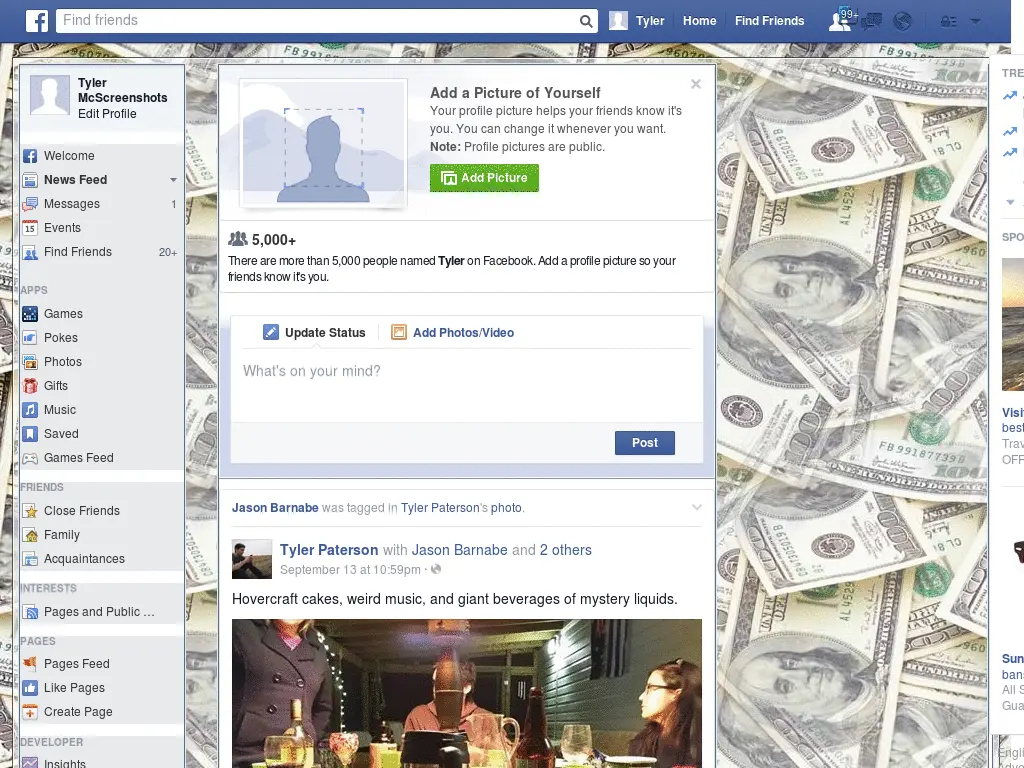 Find friends
Tyler
Home
Find Friends
99+
Tyler
McScreenshots
Edit Profile
Welcome
News Feed
Messages 1
Events
Find Friends 20+
APPS
Games
Pokes
Photos
Gifts
Music
Saved
Games Feed
FRIENDS
Close Friends
Family
Acquaintances
INTERESTS
Pages and Public ...
PAGES
Pages Feed
Like Pages
Create Page
DEVELOPER
Insights
Add a Picture of Yourself
Your profile picture helps your friends know it's
you. You can change it whenever you want.
Note: Profile pictures are public.
Add Picture
5,000+
There are more than 5,000 people named Tyler on Facebook. Add a profile picture so your
friends know it's you.
Update Status
Add Photos/Video
What's on your mind?
Post
Jason Barnabe was tagged in Tyler Paterson's photo.
Tyler Paterson with Jason Barnabe and 2 others
September 13 at 10:59pm ·
Hovercraft cakes, weird music, and giant beverages of mystery liquids.
TRE
SPO
Visi
best
Trav
OFF
Sun
ban
All S
Gua
Engli
Adve
FB 99187739 B
100